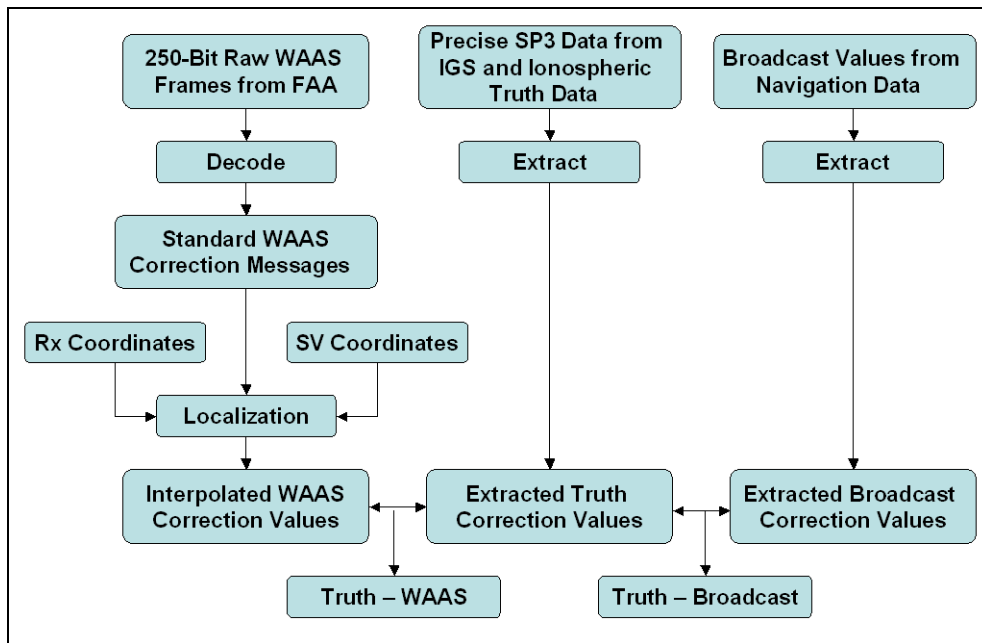 250-Bit Raw WAAS
Frames from FAA
Precise SP3 Data from
IGS and Ionospheric
Truth Data
Broadcast Values from
Navigation Data
Decode
Extract
Extract
Standard WAAS
Correction Messages
Rx Coordinates
SV Coordinates
Localization
Interpolated WAAS
Correction Values
Extracted Truth
Correction Values
Extracted Broadcast
Correction Values
Truth – WAAS
Truth – Broadcast